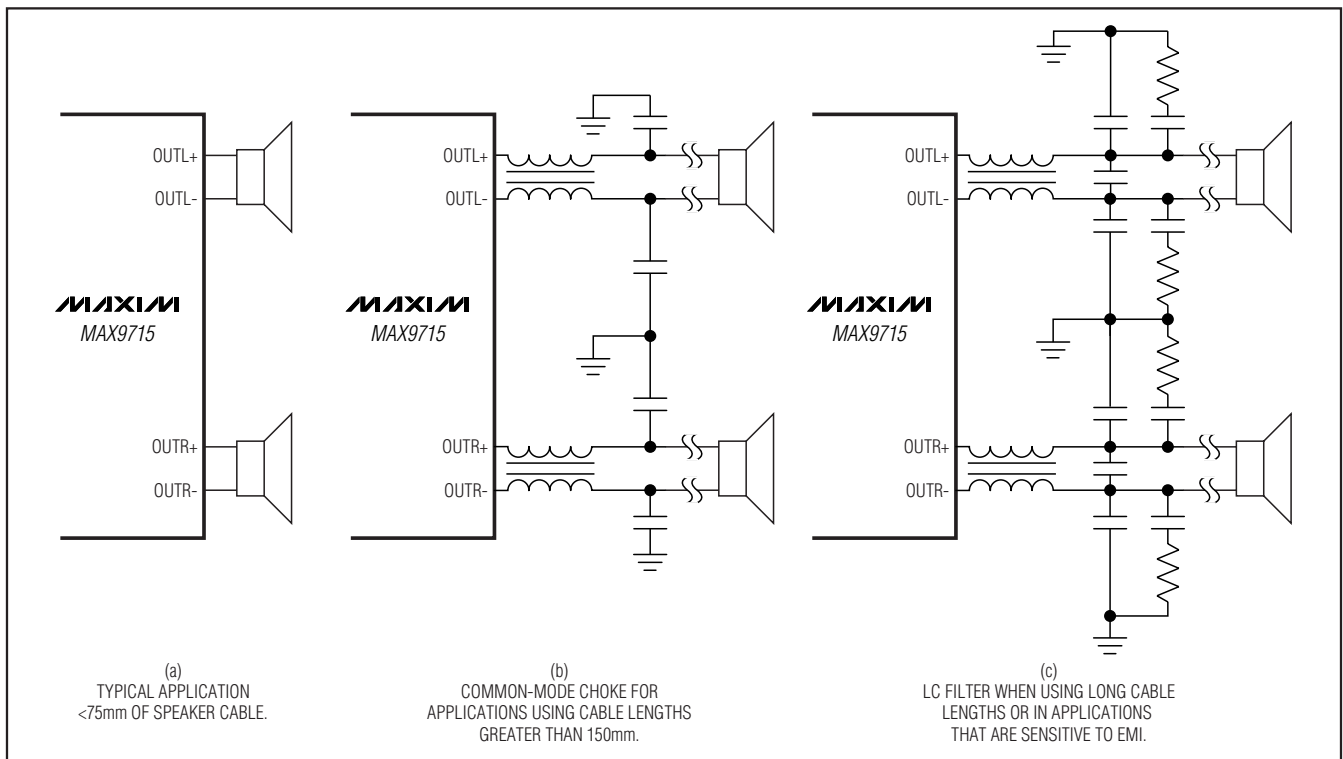 OUTL+
OUTL-
MAXIM
MAX9715
OUTR+
OUTR-
(a)
TYPICAL APPLICATION
<75mm OF SPEAKER CABLE.
OUTL+
OUTL-
MAXIM
MAX9715
OUTR+
OUTR-
(b)
COMMON-MODE CHOKE FOR
APPLICATIONS USING CABLE LENGTHS
GREATER THAN 150mm.
OUTL+
OUTL-
MAXIM
MAX9715
OUTR+
OUTR-
(c)
LC FILTER WHEN USING LONG CABLE
LENGTHS OR IN APPLICATIONS
THAT ARE SENSITIVE TO EMI.